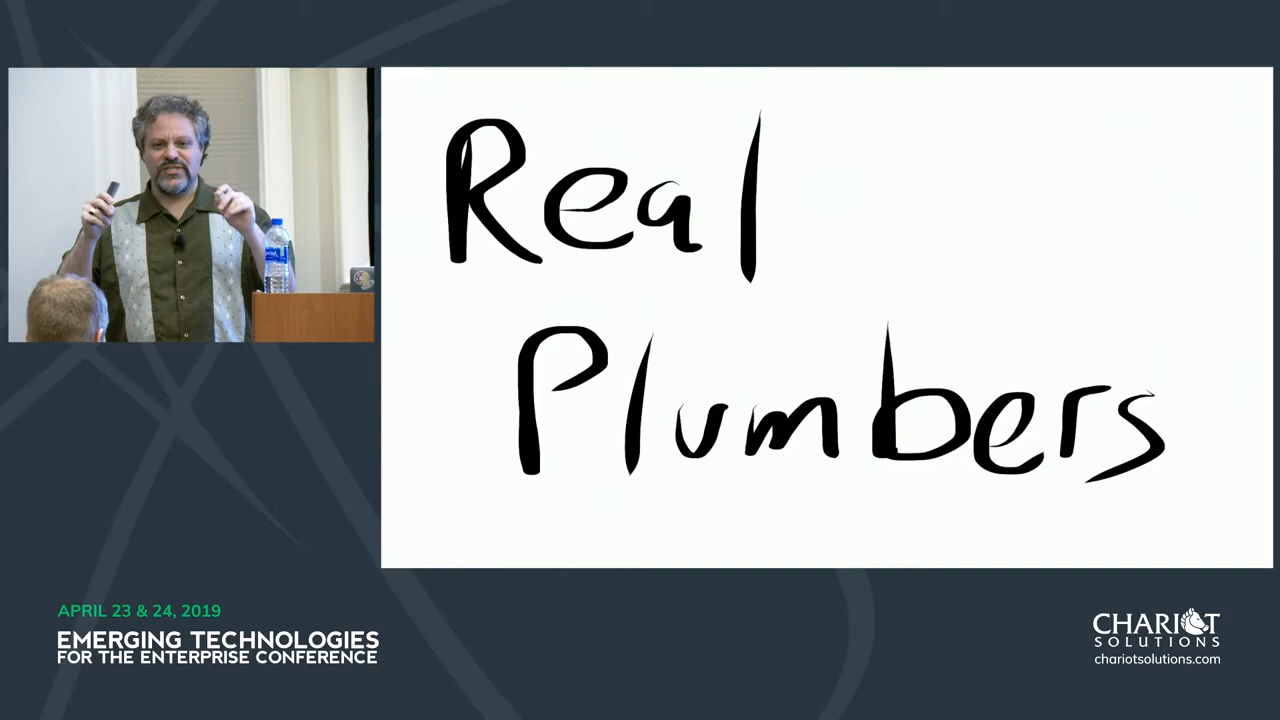 Real
Plumbers
APRIL 23 & 24, 2019
EMERGING TECHNOLOGIES
FOR THE ENTERPRISE CONFERENCE
CHARIOT
SOLUTIONS
chariotsolutions.com